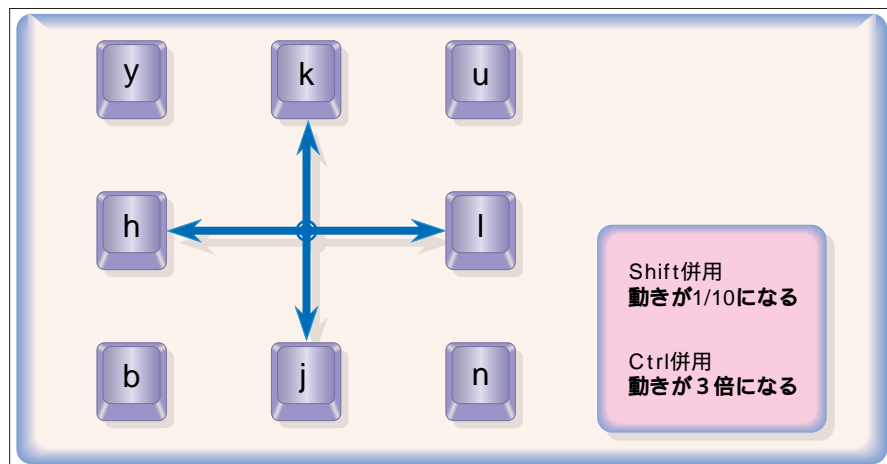 y k u
h l
b j n
Shift併用
動きが1/10になる
Ctrl併用
動きが３倍になる